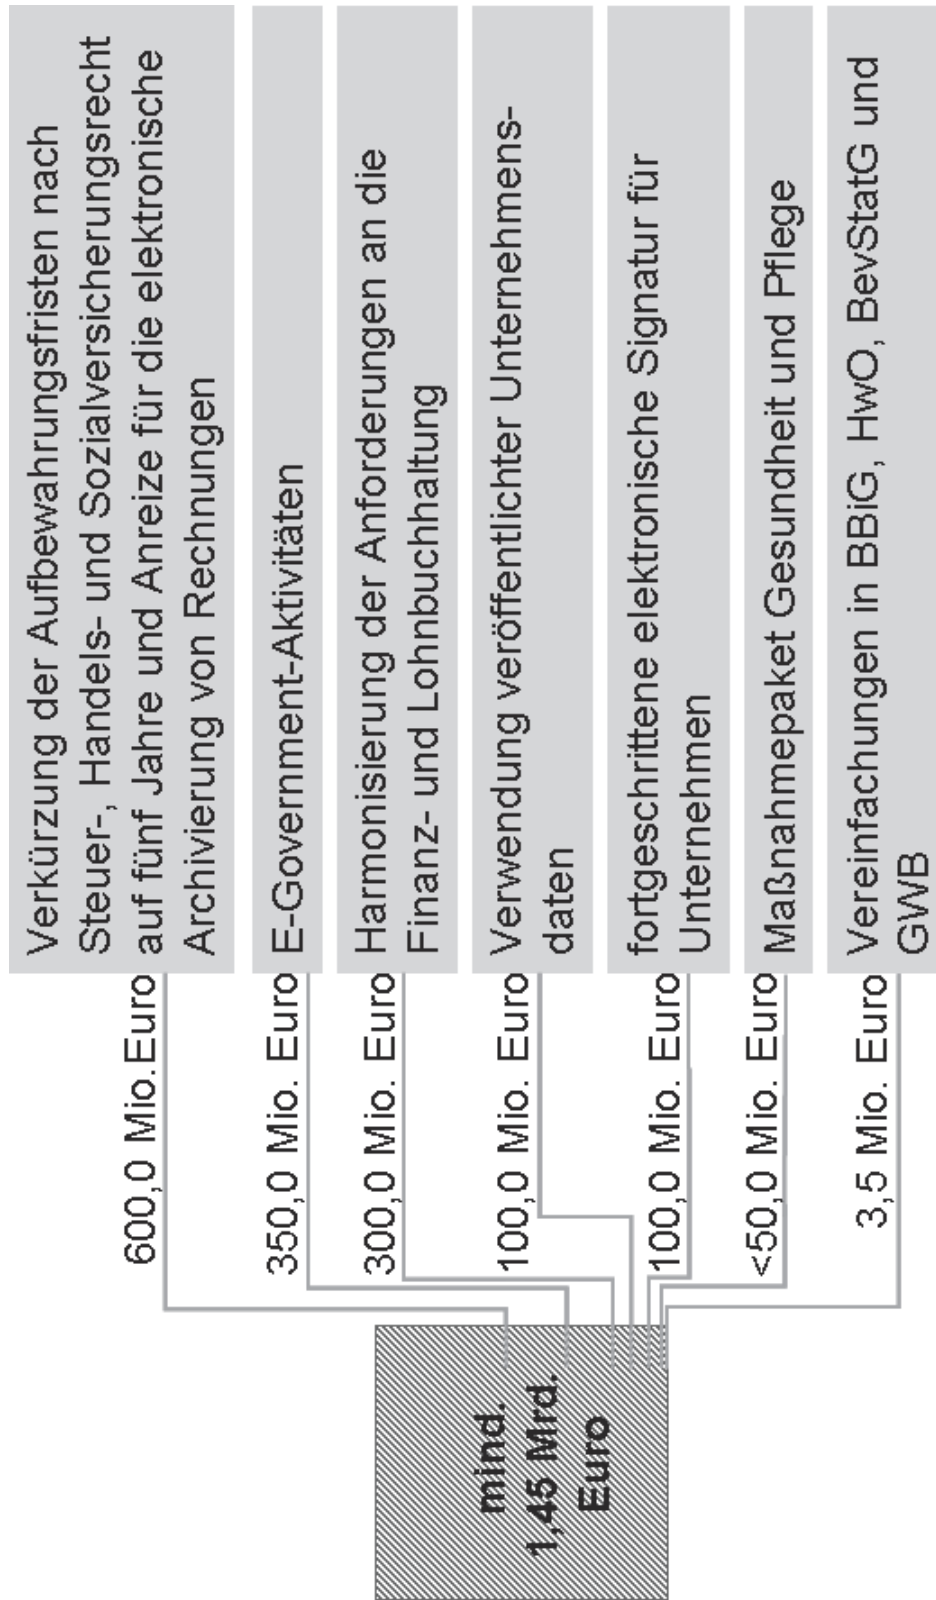 mind.
1,45 Mrd.
Euro
600,0 Mio. Euro
Verkürzung der Aufbewahrungsfristen nach
Steuer-, Handels- und Sozialversicherungsrecht
auf fünf Jahre und Anreize für die elektronische
Archivierung von Rechnungen
350,0 Mio. Euro
E-Government-Aktivitäten
300,0 Mio. Euro
Harmonisierung der Anforderungen an die
Finanz- und Lohnbuchhaltung
100,0 Mio. Euro
Verwendung veröffentlichter Unternehmens-
daten
100,0 Mio. Euro
fortgeschrittene elektronische Signatur für
Unternehmen
<50,0 Mio. Euro
Maßnahmepaket Gesundheit und Pflege
3,5 Mio. Euro
Vereinfachungen in BBiG, HwO, BevStatG und
GWB